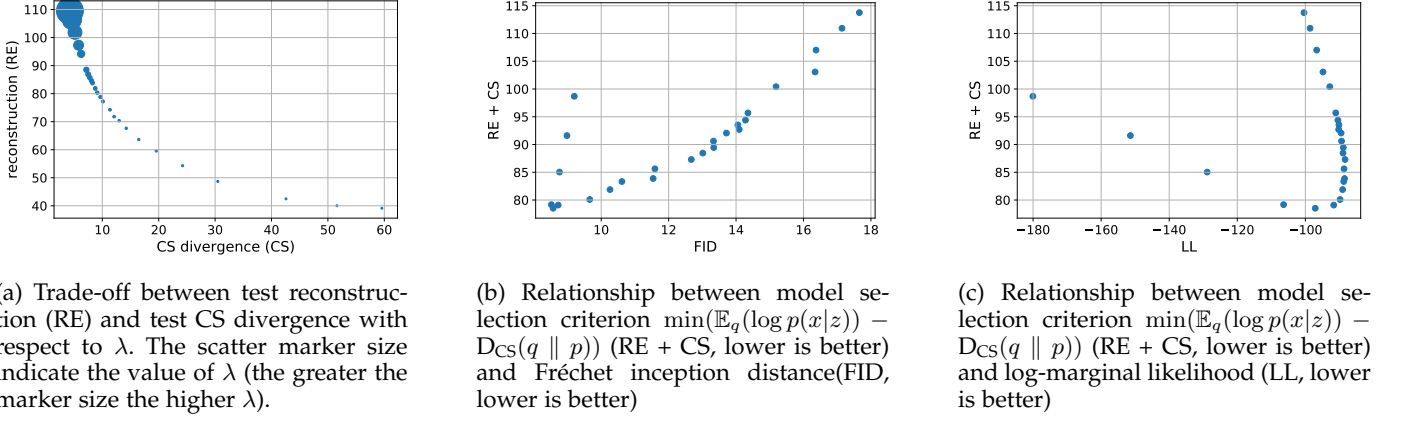 110
100
90
80
70
60
50
40
reconstruction (RE)
10 20 30 40 50 60
CS divergence (CS)
115
110
105
100
95
90
85
80
RE + CS
10 12 14 16 18
FID
115
110
105
100
95
90
85
80
RE + CS
−180 −160 −140 −120 −100
LL
(a) Trade-off between test reconstruc-
tion (RE) and test CS divergence with
respect to λ. The scatter marker size
indicate the value of λ (the greater the
marker size the higher λ).
(b) Relationship between model se-
lection criterion min(𝔼q(log p(x|z)) −
DCS(q ∥ p)) (RE + CS, lower is better)
and Fréchet inception distance(FID,
lower is better)
(c) Relationship between model se-
lection criterion min(𝔼q(log p(x|z)) −
DCS(q ∥ p)) (RE + CS, lower is better)
and log-marginal likelihood (LL, lower
is better)